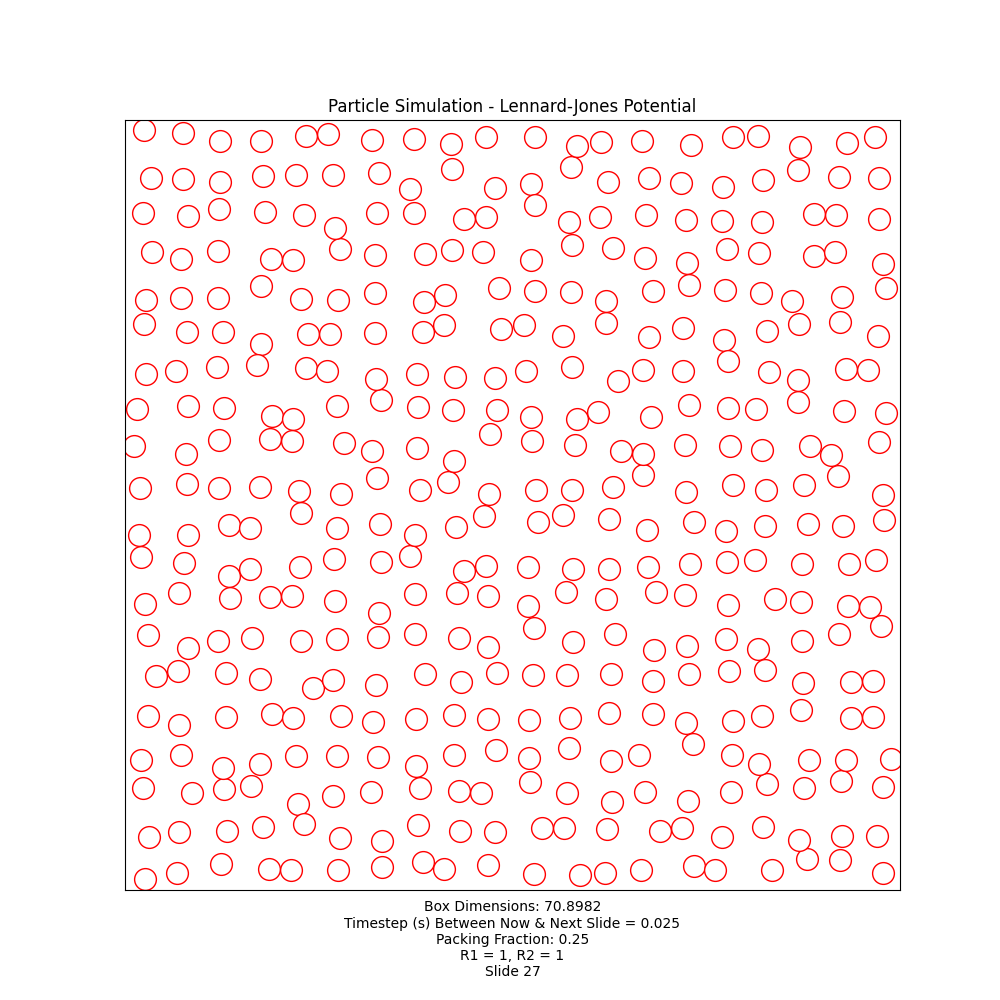 Particle Simulation - Lennard-Jones Potential
Box Dimensions: 70.8982
Timestep (s) Between Now & Next Slide = 0.025
Packing Fraction: 0.25
R1 = 1, R2 = 1
Slide 27